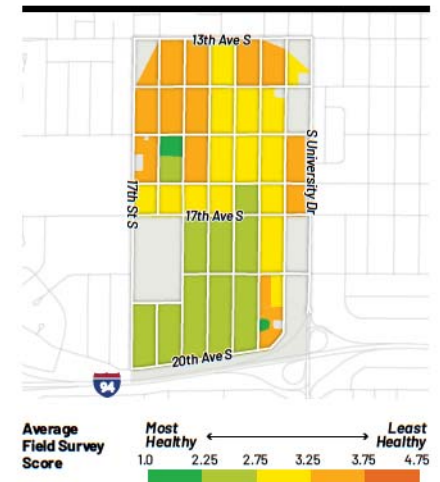 13th Ave S
S University Dr
17th St S
17th Ave S
20th Ave S
94
Average
Field Survey
Score
Most
Healthy
Least
Healthy
1.0 2.25 2.75 3.25 3.75 4.75